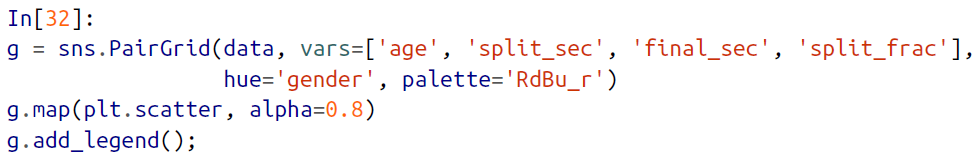 In[32]:
g = sns.PairGrid(data, vars=['age', 'split_sec', 'final_sec', 'split_frac'],
                 hue='gender', palette='RdBu_r')
g.map(plt.scatter, alpha=0.8)
g.add_legend();